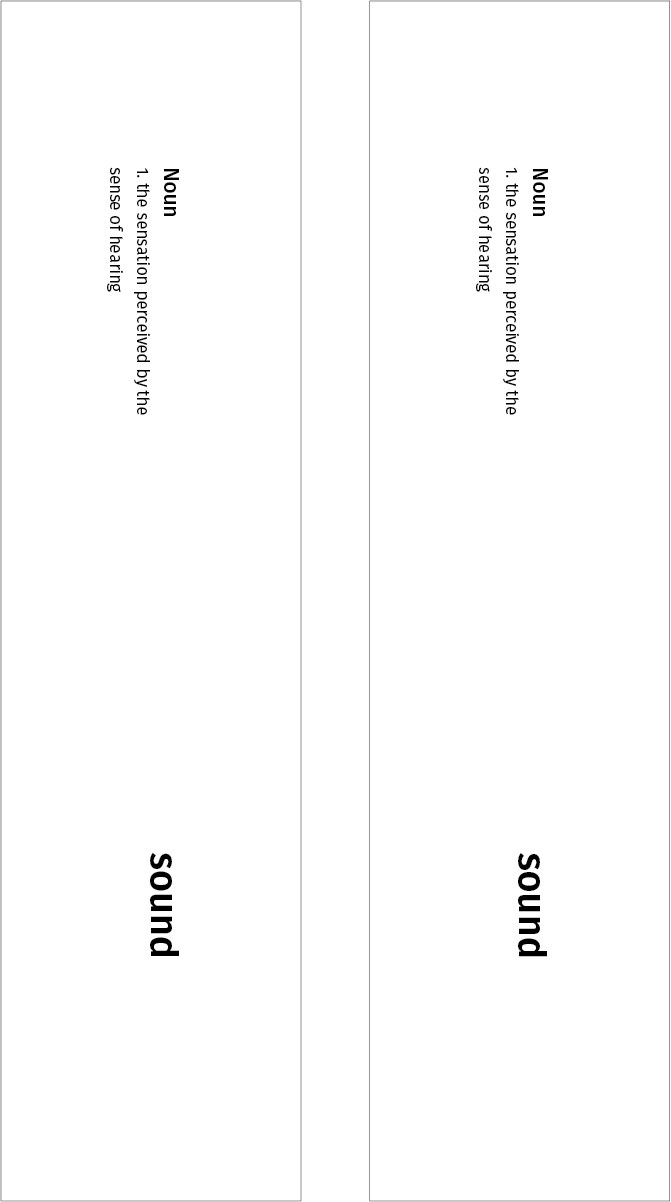 Noun
1. the sensation perceived by the
sense of hearing
sound
Noun
1. the sensation perceived by the
sense of hearing
sound